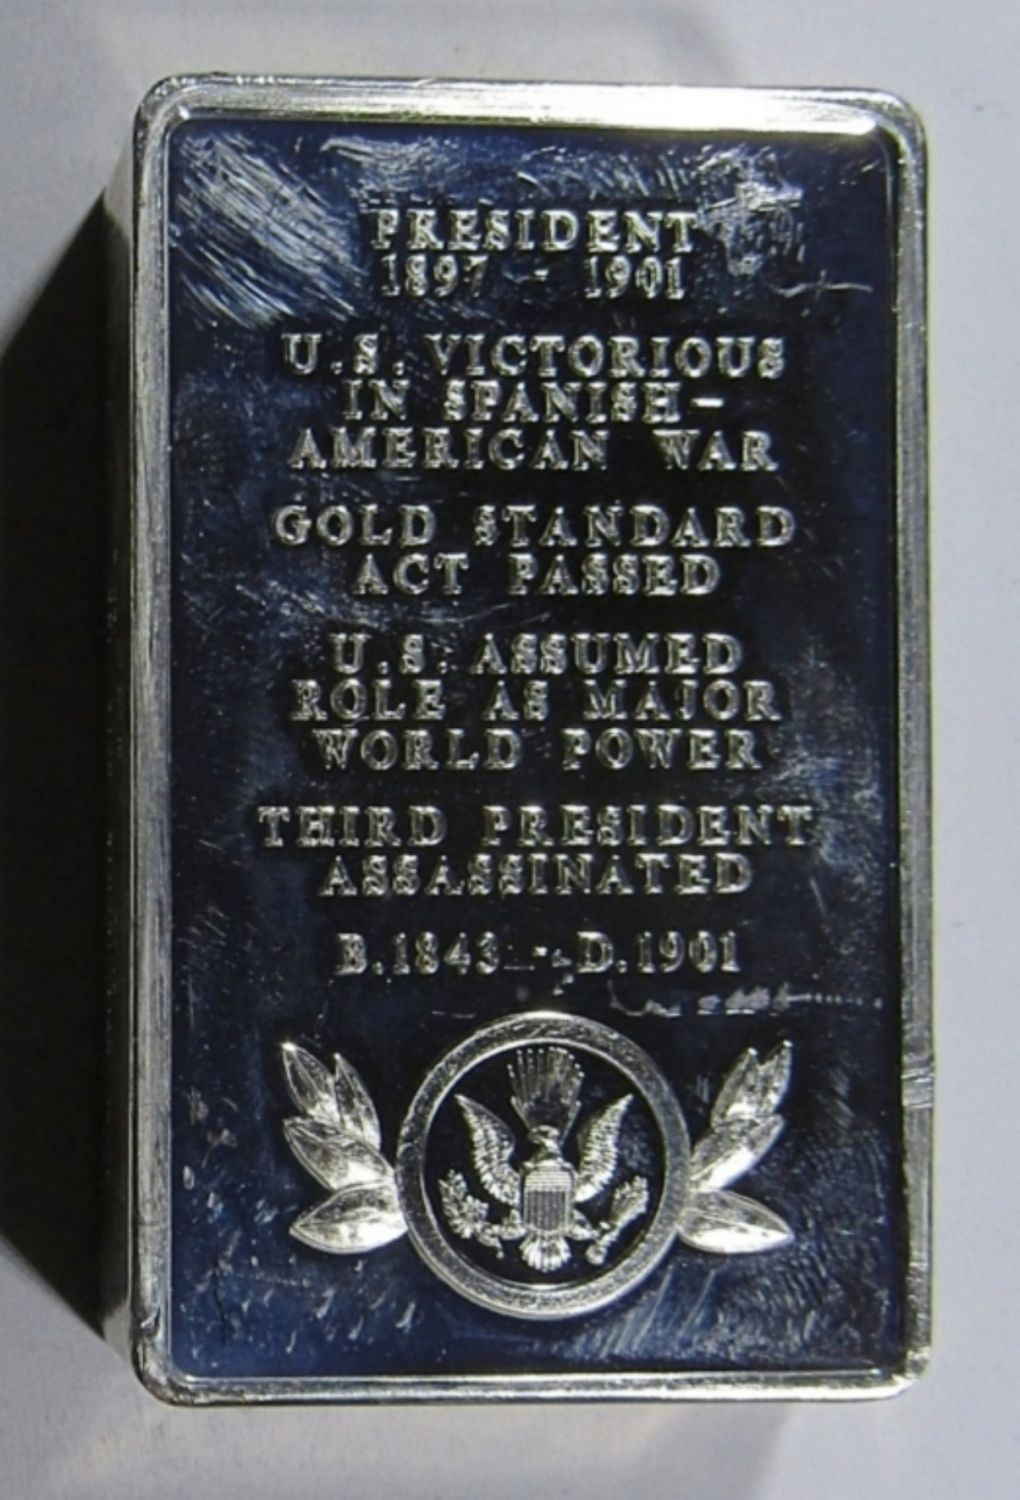 PRESIDENT
1897 - 1901
U.S. VICTORIOUS
IN SPANISH-
AMERICAN WAR
GOLD STANDARD
ACT PASSED
U.S. ASSUMED
ROLE AS MAJOR
WORLD POWER
THIRD PRESIDENT
ASSASSINATED
B.1843 - D.1901